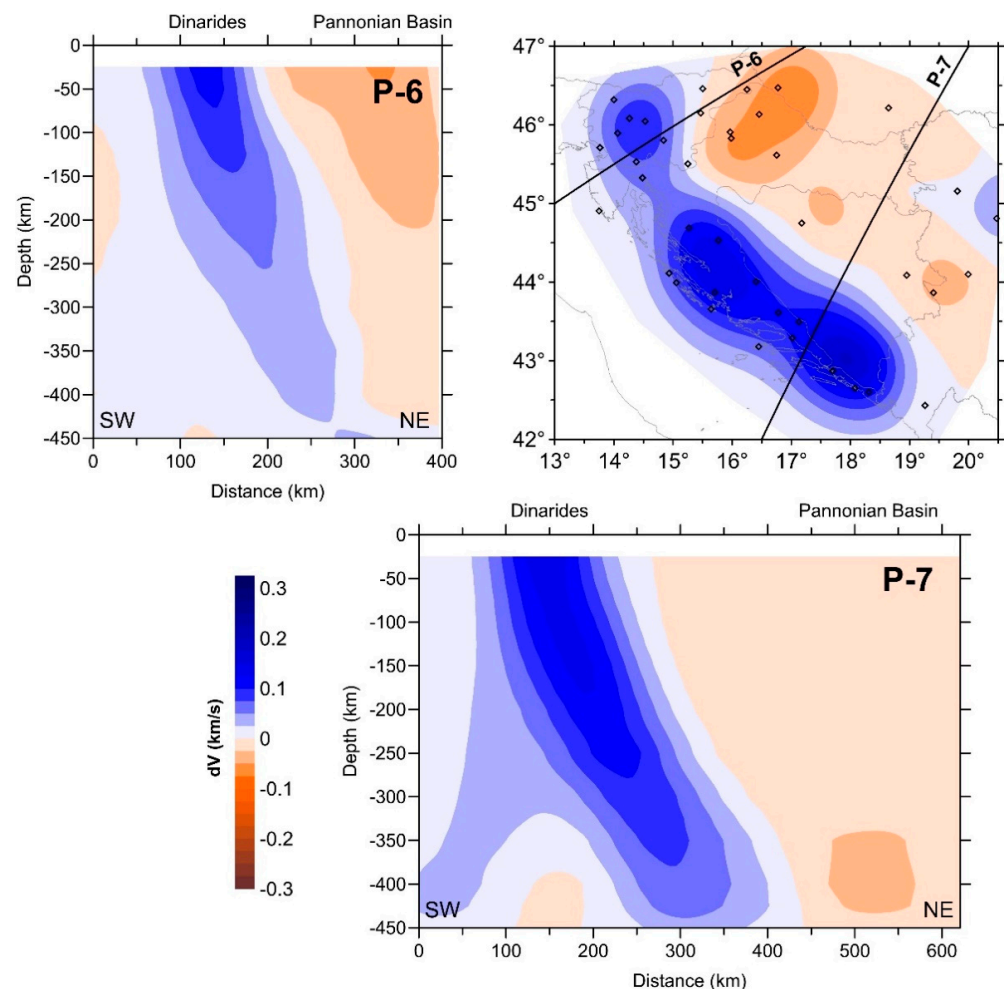 Dinarides Pannonian Basin
0
-50
-100
-150
-200
-250
-300
-350
-400
-450
Depth (km)
P-6
SW NE
0 100 200 300 400
Distance (km)
47°
46°
45°
44°
43°
42°
P-6
P-7
13° 14° 15° 16° 17° 18° 19° 20°
Dinarides Pannonian Basin
0
-50
-100
-150
-200
-250
-300
-350
-400
-450
Depth (km)
P-7
SW NE
0 100 200 300 400 500 600
Distance (km)
dV (km/s)
0.3
0.2
0.1
0
-0.1
-0.2
-0.3